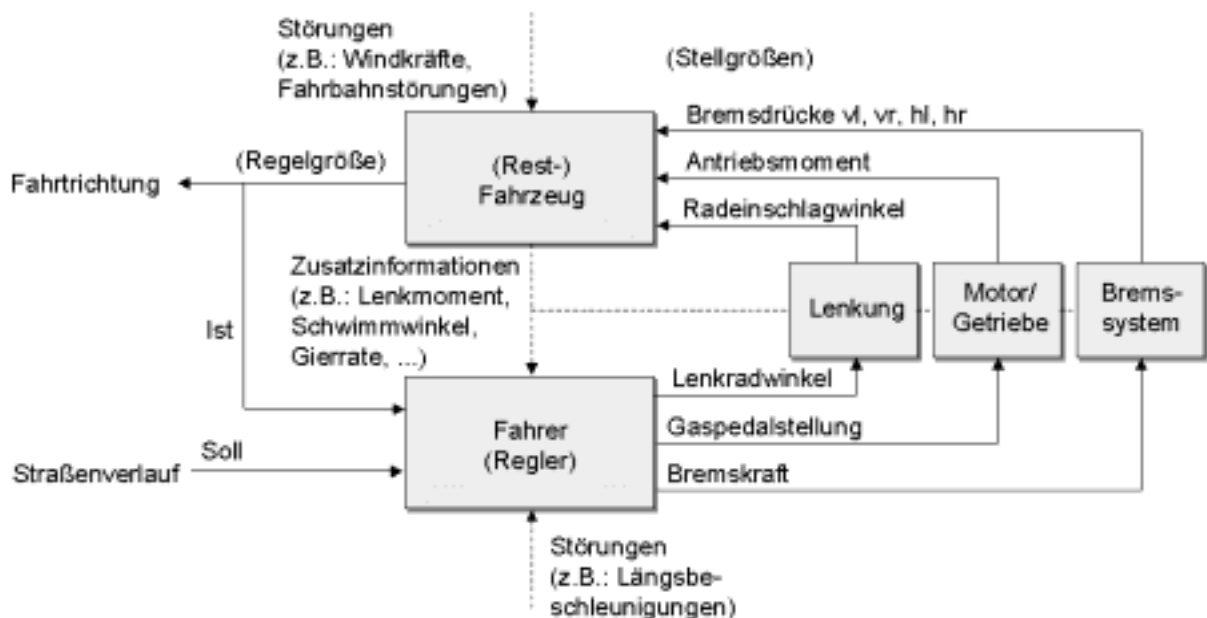 Störungen
(z.B.: Windkräfte,
Fahrbahnstörungen)
(Stellgrößen)
Bremsdrücke vl, vr, hl, hr
(Regelgröße)
(Rest-)
Fahrzeug
Antriebsmoment
Fahrtrichtung
Radeinschlagwinkel
Zusatzinformationen
(z.B.: Lenkmoment,
Schwimmwinkel,
Gierrate, ...)
Lenkung
Motor/
Getriebe
Brems-
system
Ist
Lenkradwinkel
Fahrer
(Regler)
Gaspedalstellung
Soll
Straßenverlauf
Bremskraft
Störungen
(z.B.: Längsbe-
schleunigungen)